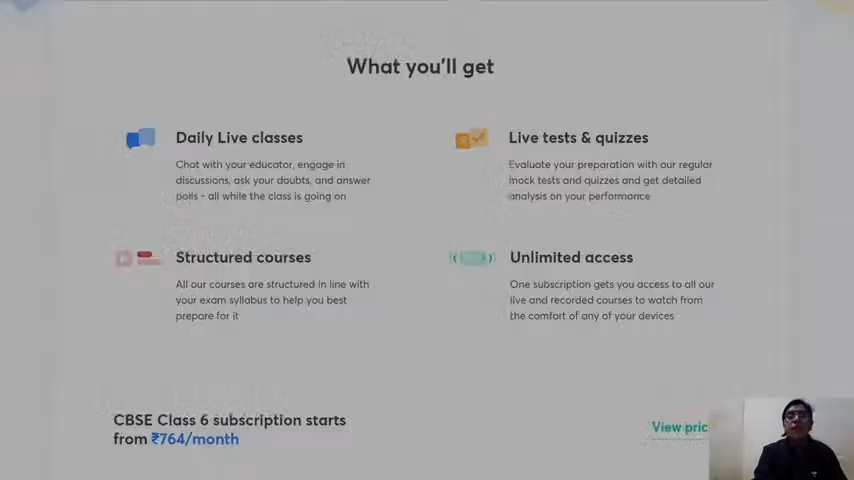 What you'll get
Daily Live classes
Chat with your educator, engage in
discussions, ask your doubts, and answer
polls - all while the class is going on
Live tests & quizzes
Evaluate your preparation with our regular
mock tests and quizzes and get detailed
analysis on your performance
Structured courses
All our courses are structured in line with
your exam syllabus to help you best
prepare for it
Unlimited access
One subscription gets you access to all our
live and recorded courses to watch from
the comfort of any of your devices
CBSE Class 6 subscription starts
from ₹764/month
View